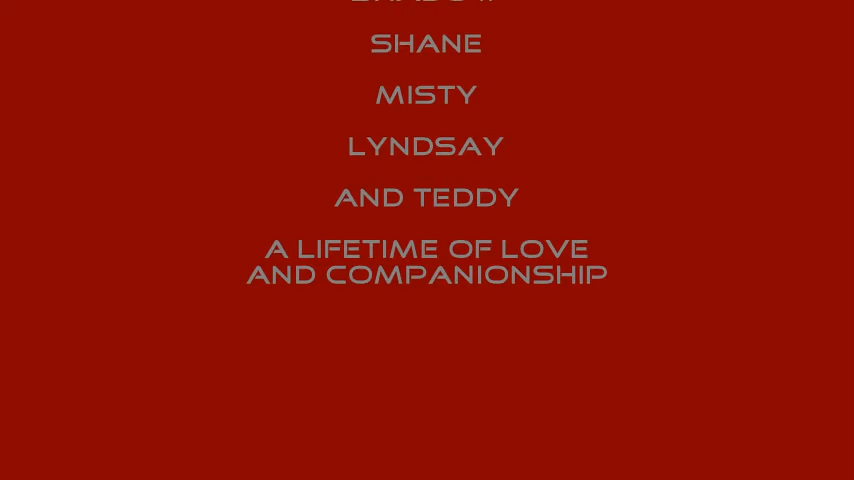 SHANE
MISTY
LYNDSAY
AND TEDDY
A LIFETIME OF LOVE
AND COMPANIONSHIP